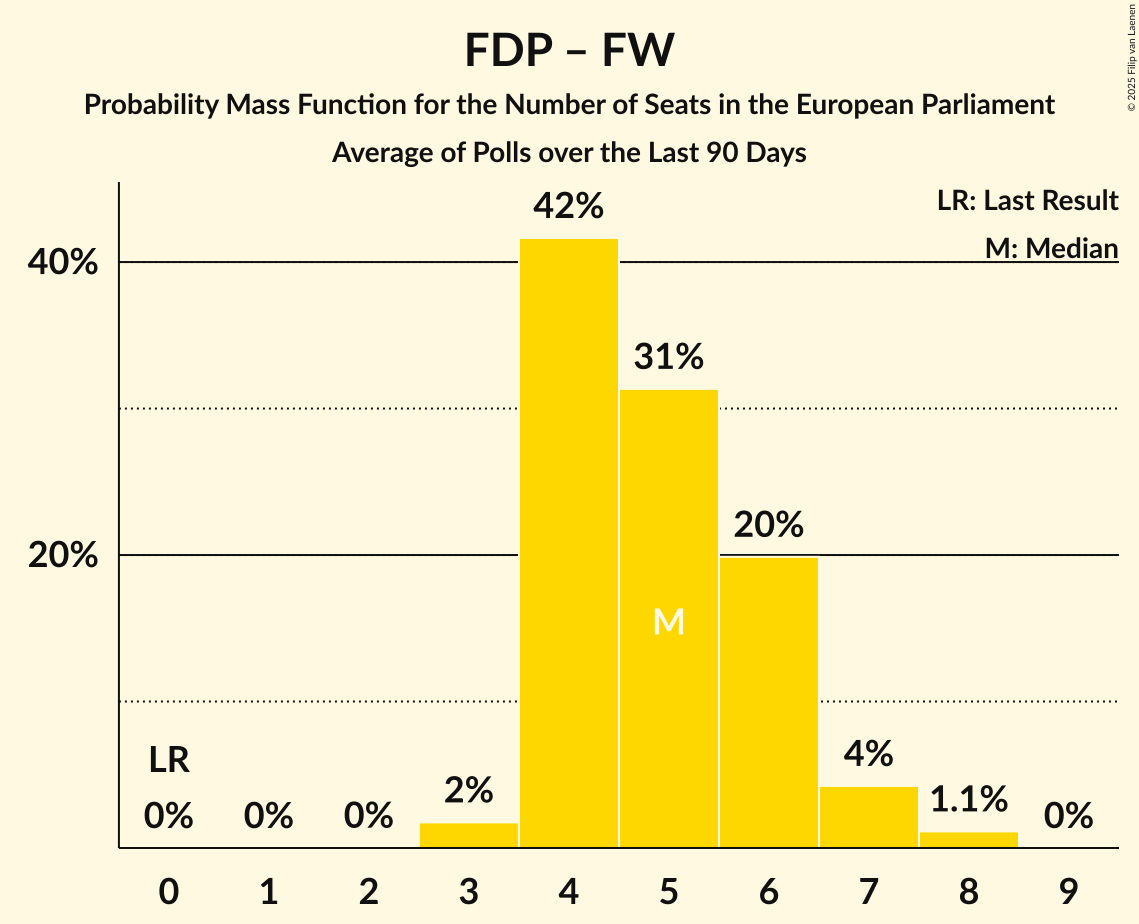 FDP – FW
Probability Mass Function for the Number of Seats in the European Parliament
Average of Polls over the Last 90 Days
© 2025 Filip van Laenen
LR: Last Result
M: Median
40%
20%
42%
31%
20%
M
LR
0%
0%
0%
2%
4%
1.1%
0%
0 1 2 3 4 5 6 7 8 9